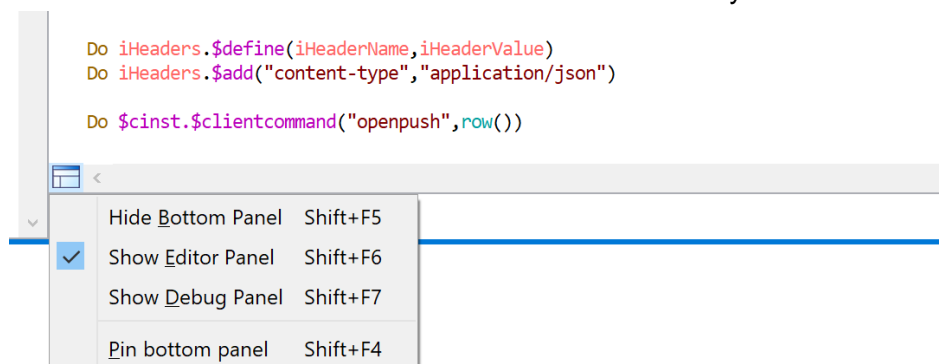 Do iHeaders.$define(iHeaderName,iHeaderValue)
Do iHeaders.$add("content-type","application/json")
Do $cinst.$clientcommand("openpush",row())
Hide Bottom Panel Shift+F5
Show Editor Panel Shift+F6
Show Debug Panel Shift+F7
Pin bottom panel Shift+F4